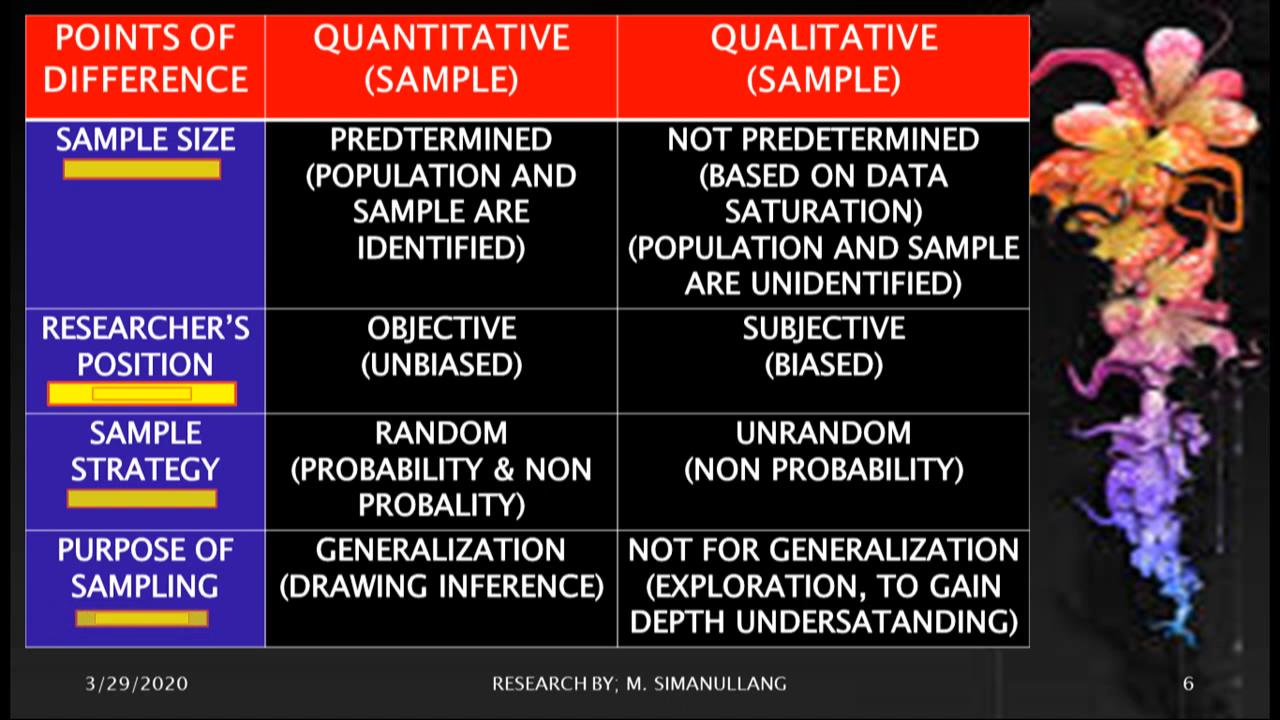 POINTS OF
DIFFERENCE
QUANTITATIVE
(SAMPLE)
QUALITATIVE
(SAMPLE)
SAMPLE SIZE
PREDTERMINED
(POPULATION AND
SAMPLE ARE
IDENTIFIED)
NOT PREDETERMINED
(BASED ON DATA
SATURATION)
(POPULATION AND SAMPLE
ARE UNIDENTIFIED)
RESEARCHER’S
POSITION
OBJECTIVE
(UNBIASED)
SUBJECTIVE
(BIASED)
SAMPLE
STRATEGY
RANDOM
(PROBABILITY & NON
PROBALITY)
UNRANDOM
(NON PROBABILITY)
PURPOSE OF
SAMPLING
GENERALIZATION
(DRAWING INFERENCE)
NOT FOR GENERALIZATION
(EXPLORATION, TO GAIN
DEPTH UNDERSATANDING)
3/29/2020
RESEARCH BY; M. SIMANULLANG
6